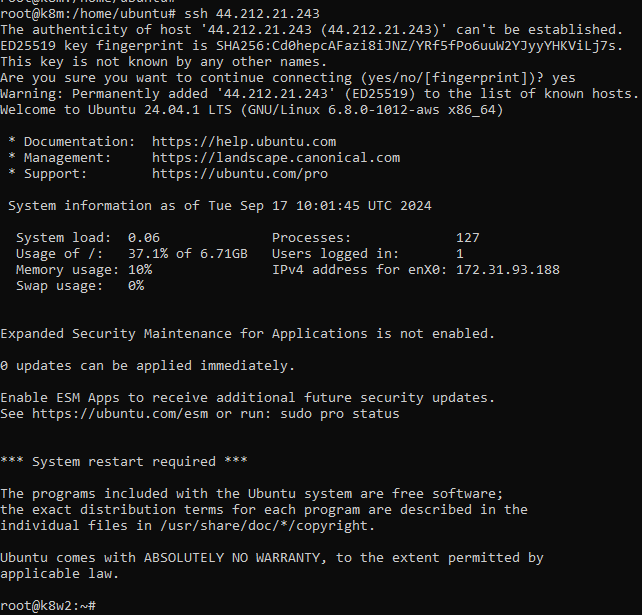 root@k8m:/home/ubuntu# ssh 44.212.21.243
The authenticity of host '44.212.21.243 (44.212.21.243)' can't be established.
ED25519 key fingerprint is SHA256:Cd0hepcAFazi8iJNZ/YRf5fPo6uuW2YJyyYHKViLj7s.
This key is not known by any other names.
Are you sure you want to continue connecting (yes/no/[fingerprint])? yes
Warning: Permanently added '44.212.21.243' (ED25519) to the list of known hosts.
Welcome to Ubuntu 24.04.1 LTS (GNU/Linux 6.8.0-1012-aws x86_64)
* Documentation: https://help.ubuntu.com
* Management: https://landscape.canonical.com
* Support: https://ubuntu.com/pro
System information as of Tue Sep 17 10:01:45 UTC 2024
System load: 0.06 Processes: 127
Usage of /: 37.1% of 6.71GB Users logged in: 1
Memory usage: 10% IPv4 address for enX0: 172.31.93.188
Swap usage: 0%
Expanded Security Maintenance for Applications is not enabled.
0 updates can be applied immediately.
Enable ESM Apps to receive additional future security updates.
See https://ubuntu.com/esm or run: sudo pro status
*** System restart required ***
The programs included with the Ubuntu system are free software;
the exact distribution terms for each program are described in the
individual files in /usr/share/doc/*/copyright.
Ubuntu comes with ABSOLUTELY NO WARRANTY, to the extent permitted by
applicable law.
root@k8w2:~#